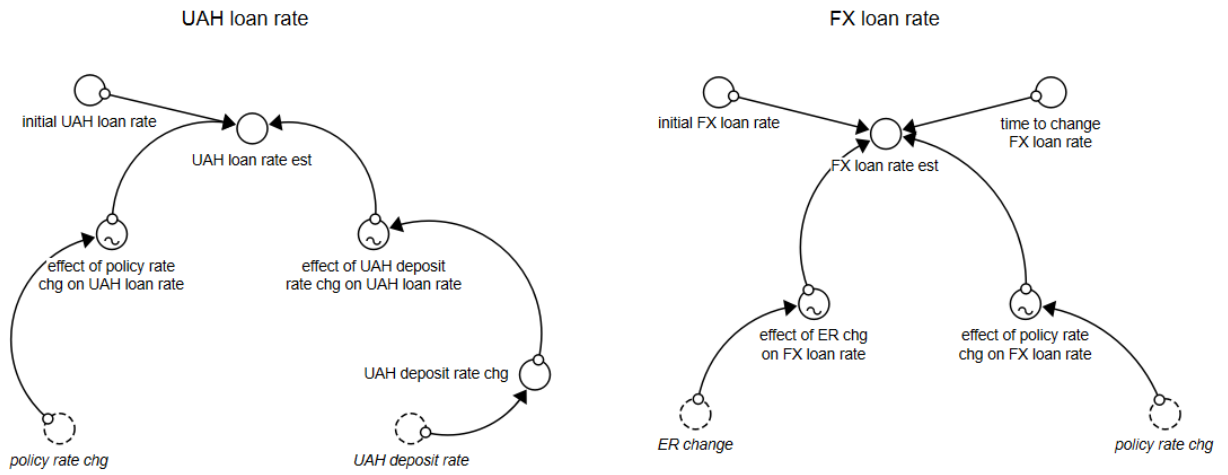 UAH loan rate
initial UAH loan rate
UAH loan rate est
effect of policy rate
chg on UAH loan rate
effect of UAH deposit
rate chg on UAH loan rate
UAH deposit rate chg
policy rate chg
UAH deposit rate
FX loan rate
initial FX loan rate
time to change
FX loan rate
FX loan rate est
effect of ER chg
on FX loan rate
effect of policy rate
chg on FX loan rate
ER change
policy rate chg